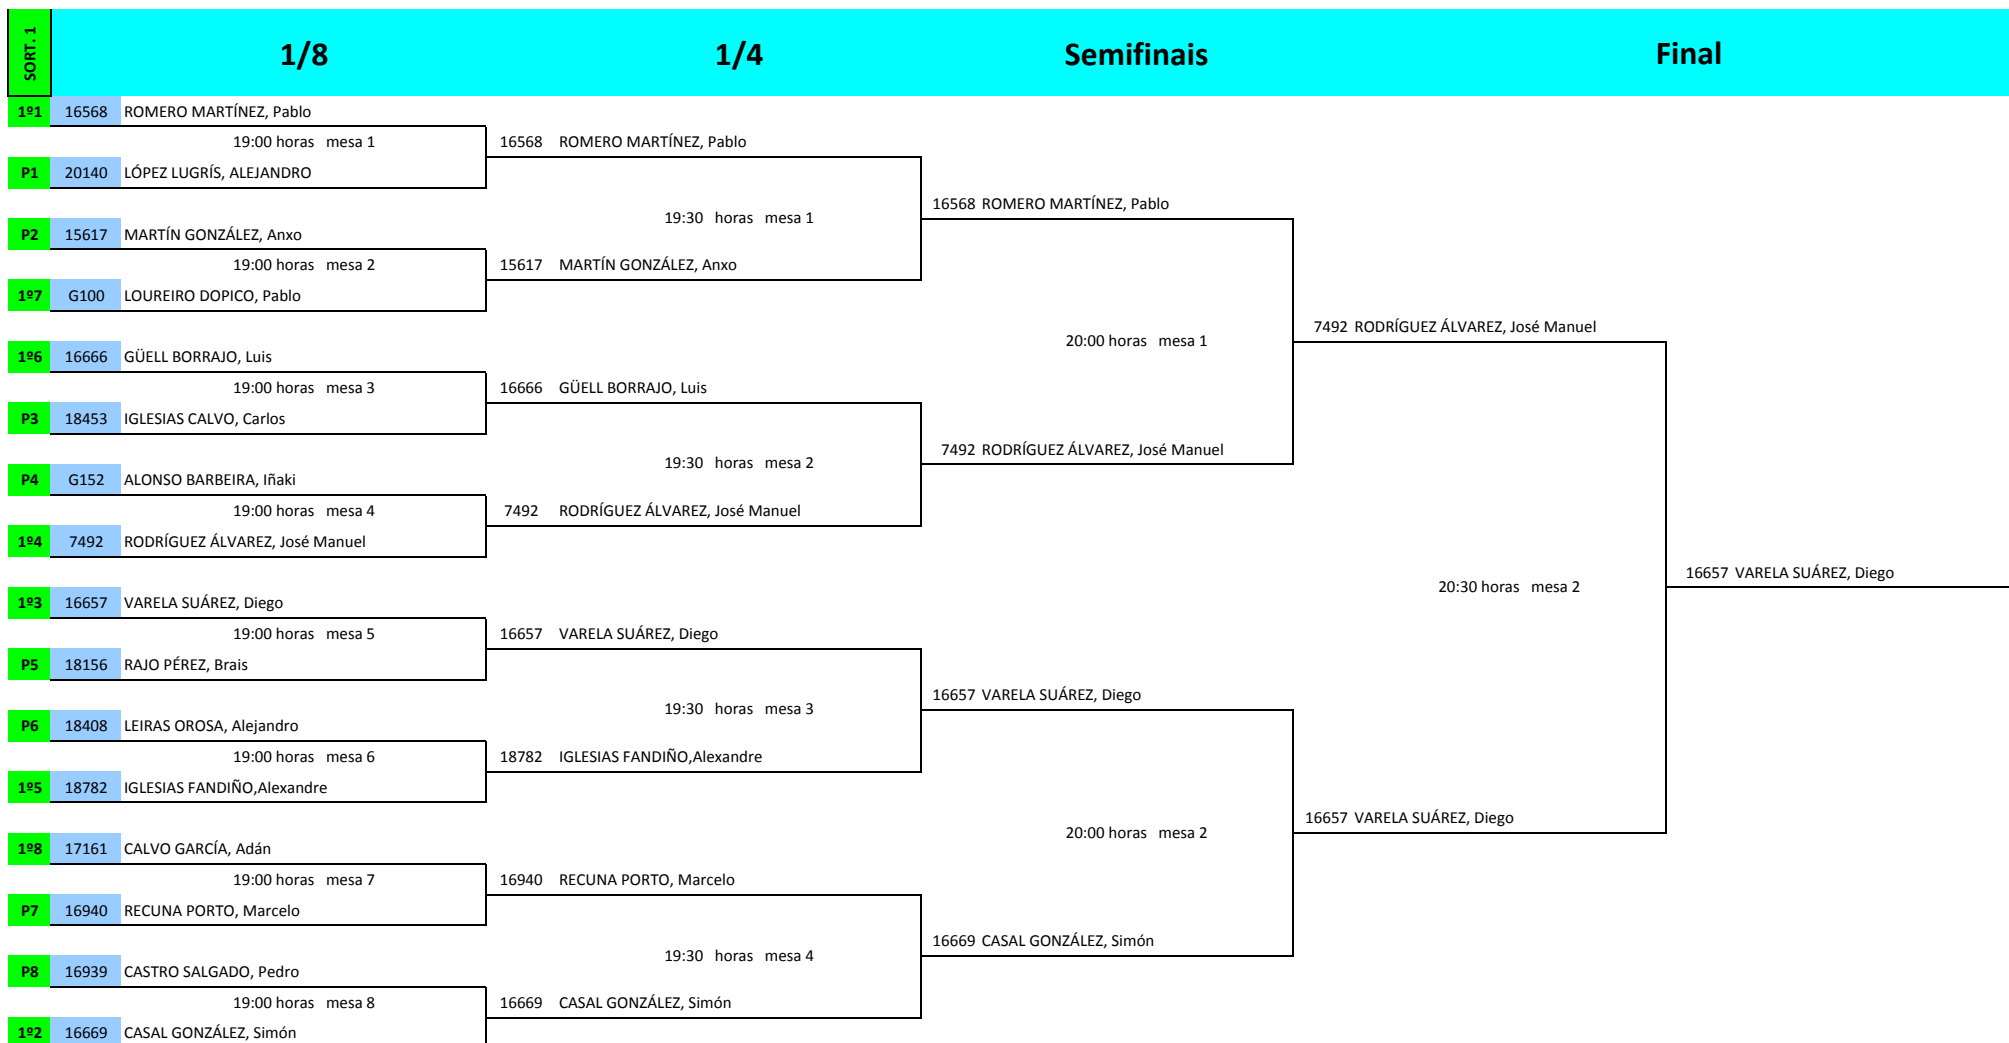 SORT. 1 1/8 1/4 Semifinais Final
1º1 16568 ROMERO MARTÍNEZ, Pablo
19:00 horas mesa 1 16568 ROMERO MARTÍNEZ, Pablo
P1 20140 LÓPEZ LUGRÍS, ALEJANDRO
16568 ROMERO MARTÍNEZ, Pablo
19:30 horas mesa 1
P2 15617 MARTÍN GONZÁLEZ, Anxo
19:00 horas mesa 2 15617 MARTÍN GONZÁLEZ, Anxo
1º7 G100 LOUREIRO DOPICO, Pablo
7492 RODRÍGUEZ ÁLVAREZ, José Manuel
20:00 horas mesa 1
1º6 16666 GÜELL BORRAJO, Luis
19:00 horas mesa 3 16666 GÜELL BORRAJO, Luis
P3 18453 IGLESIAS CALVO, Carlos
7492 RODRÍGUEZ ÁLVAREZ, José Manuel
19:30 horas mesa 2
P4 G152 ALONSO BARBEIRA, Iñaki
19:00 horas mesa 4 7492 RODRÍGUEZ ÁLVAREZ, José Manuel
1º4 7492 RODRÍGUEZ ÁLVAREZ, José Manuel
16657 VARELA SUÁREZ, Diego
20:30 horas mesa 2
1º3 16657 VARELA SUÁREZ, Diego
19:00 horas mesa 5 16657 VARELA SUÁREZ, Diego
P5 18156 RAJO PÉREZ, Brais
16657 VARELA SUÁREZ, Diego
19:30 horas mesa 3
P6 18408 LEIRAS OROSA, Alejandro
19:00 horas mesa 6 18782 IGLESIAS FANDIÑO,Alexandre
1º5 18782 IGLESIAS FANDIÑO,Alexandre
16657 VARELA SUÁREZ, Diego
20:00 horas mesa 2
1º8 17161 CALVO GARCÍA, Adán
19:00 horas mesa 7 16940 RECUNA PORTO, Marcelo
P7 16940 RECUNA PORTO, Marcelo
16669 CASAL GONZÁLEZ, Simón
19:30 horas mesa 4
P8 16939 CASTRO SALGADO, Pedro
19:00 horas mesa 8 16669 CASAL GONZÁLEZ, Simón
1º2 16669 CASAL GONZÁLEZ, Simón